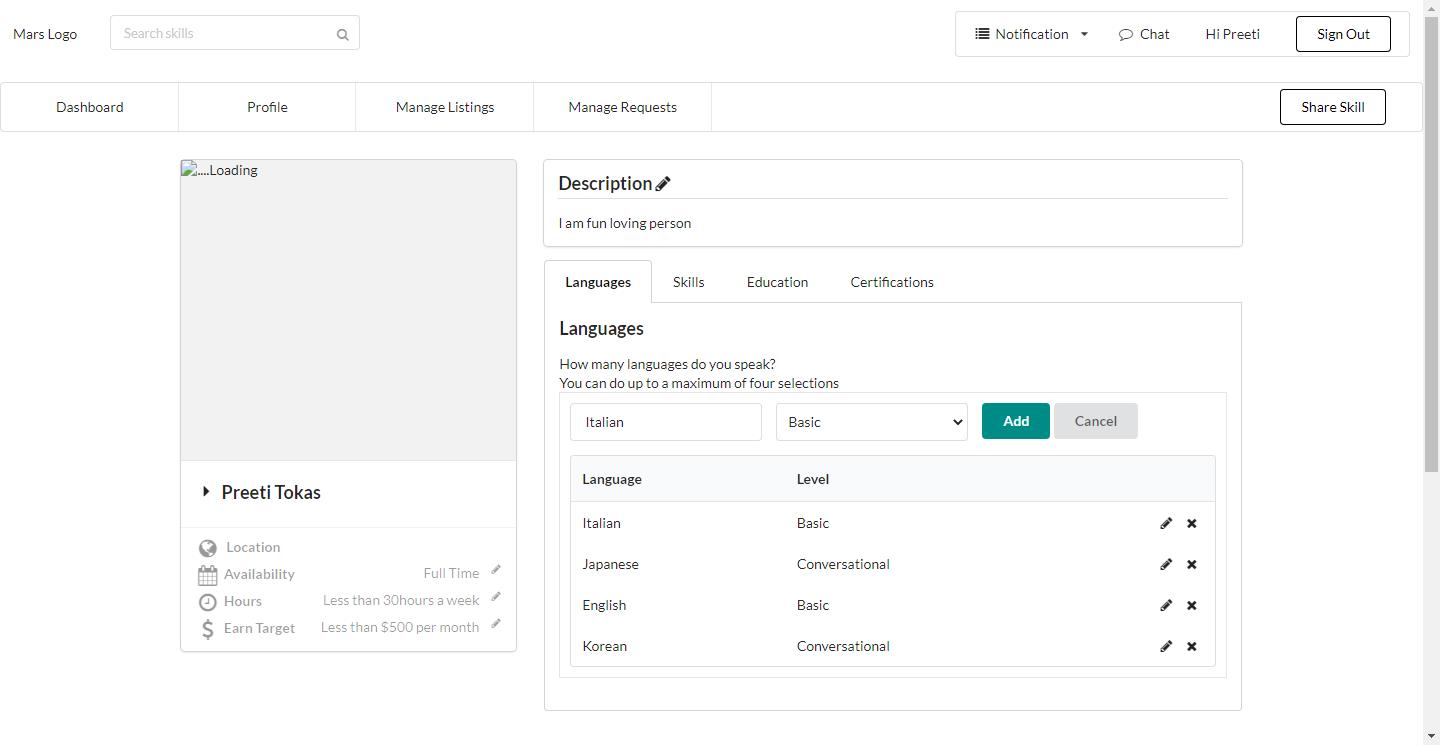 Mars Logo
Search skills
Notification
Chat
Hi Preeti
Sign Out
Dashboard
Profile
Manage Listings
Manage Requests
Share Skill
....Loading
Preeti Tokas
Location
Availability Full Time
Hours Less than 30hours a week
Earn Target Less than $500 per month
Description
I am fun loving person
Languages Skills Education Certifications
Languages
How many languages do you speak?
You can do up to a maximum of four selections
Italian Basic Add Cancel
Language Level
Italian Basic
Japanese Conversational
English Basic
Korean Conversational